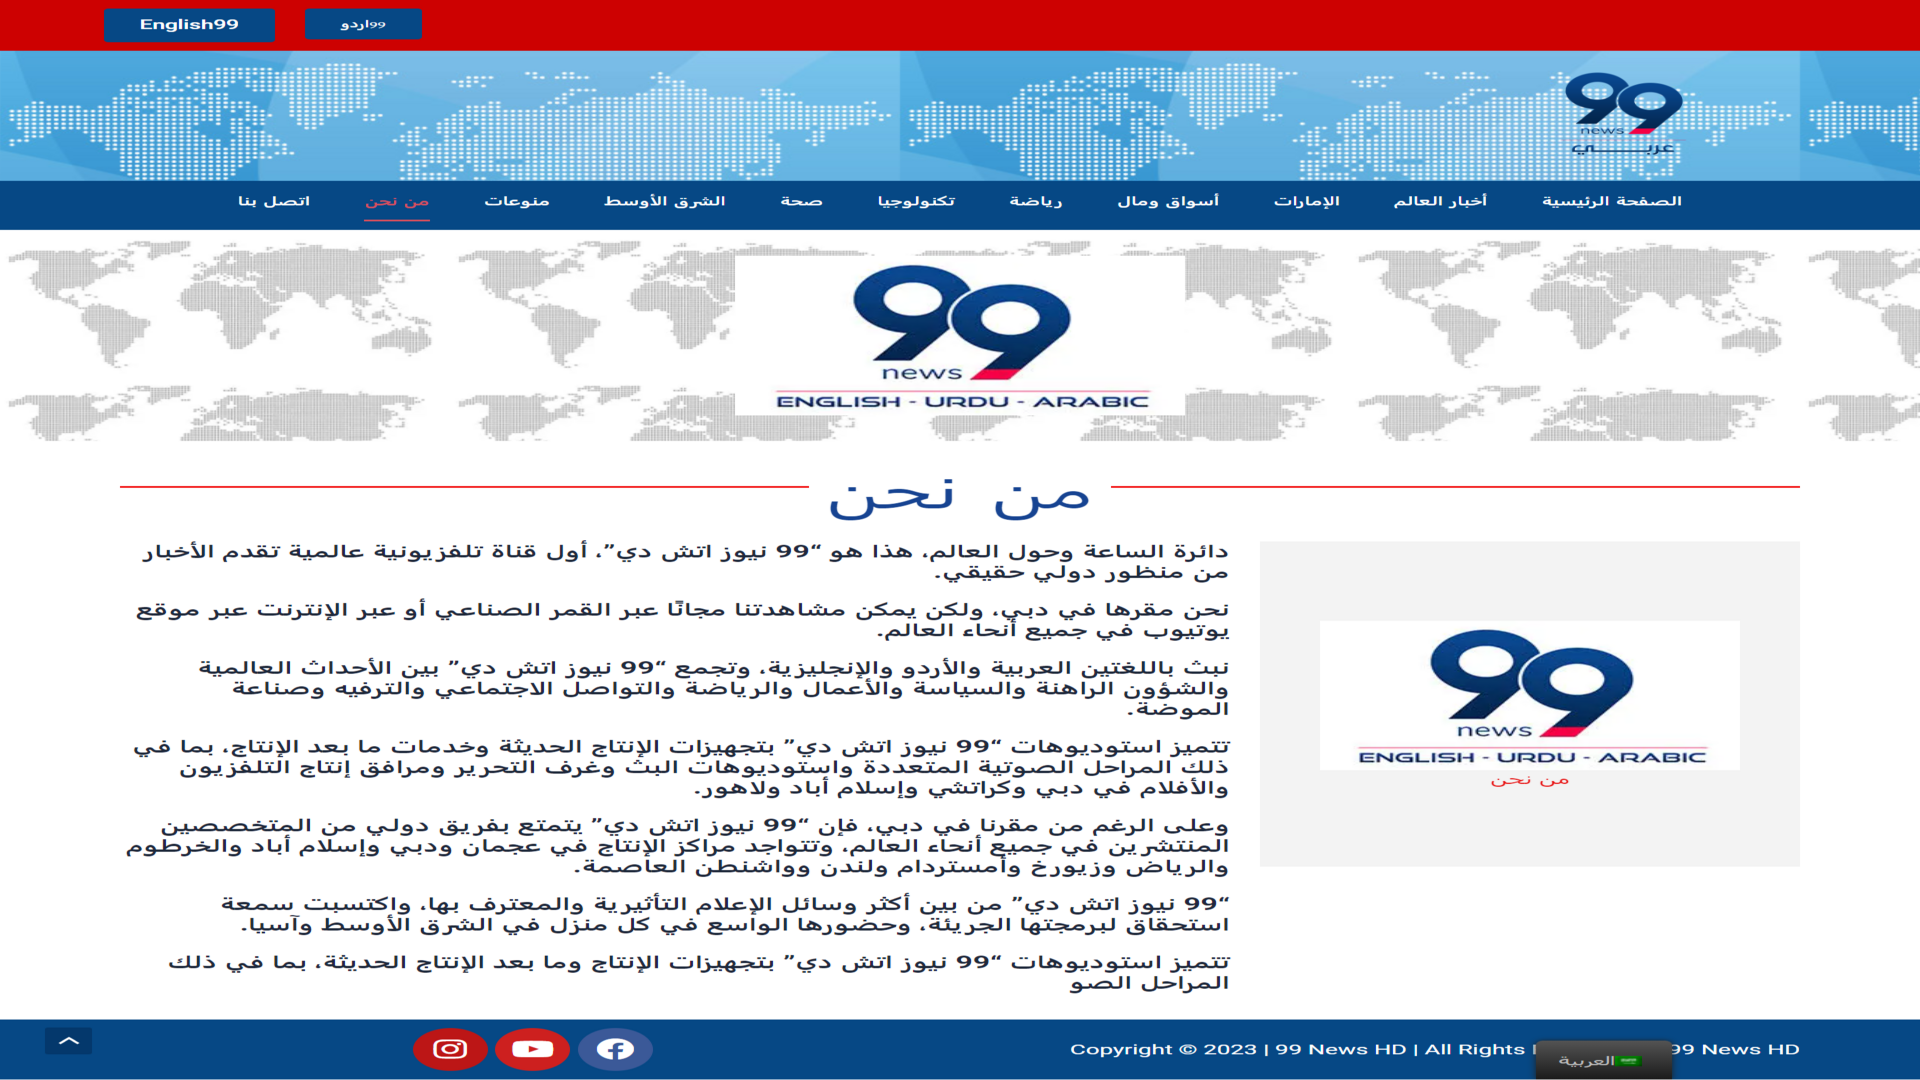 English99
99اردو
99
news
عربي
الصفحة الرئيسية
أخبار العالم
الإمارات
أسواق ومال
رياضة
تكنولوجيا
صحة
الشرق الأوسط
منوعات
من نحن
اتصل بنا
99
news
ENGLISH - URDU - ARABIC
من نحن
دائرة الساعة وحول العالم، هذا هو “99 نيوز اتش دي”، أول قناة تلفزيونية عالمية تقدم الأخبار
من منظور دولي حقيقي.
نحن مقرها في دبي، ولكن يمكن مشاهدتنا مجانًا عبر القمر الصناعي أو عبر الإنترنت عبر موقع
يوتيوب في جميع أنحاء العالم.
نبث باللغتين العربية والأردو والإنجليزية، وتجمع “99 نيوز اتش دي” بين الأحداث العالمية
والشؤون الراهنة والسياسة والأعمال والرياضة والتواصل الاجتماعي والترفيه وصناعة
الموضة.
تتميز استوديوهات “99 نيوز اتش دي” بتجهيزات الإنتاج الحديثة وخدمات ما بعد الإنتاج، بما في
ذلك المراحل الصوتية المتعددة واستوديوهات البث وغرف التحرير ومرافق إنتاج التلفزيون
والأفلام في دبي وكراتشي وإسلام أباد ولاهور.
وعلى الرغم من مقرنا في دبي، فإن “99 نيوز اتش دي” يتمتع بفريق دولي من المتخصصين
المنتشرين في جميع أنحاء العالم، وتتواجد مراكز الإنتاج في عجمان ودبي وإسلام أباد والخرطوم
والرياض وزيورخ وأمستردام ولندن وواشنطن العاصمة.
“99 نيوز اتش دي” من بين أكثر وسائل الإعلام التأثيرية والمعترف بها، واكتسبت سمعة
استحقاق لبرمجتها الجريئة، وحضورها الواسع في كل منزل في الشرق الأوسط وآسيا.
تتميز استوديوهات “99 نيوز اتش دي” بتجهيزات الإنتاج وما بعد الإنتاج الحديثة، بما في ذلك
المراحل الصو
99
news
ENGLISH - URDU - ARABIC
من نحن
Copyright © 2023 | 99 News HD | All Rights 99 News HD
العربية